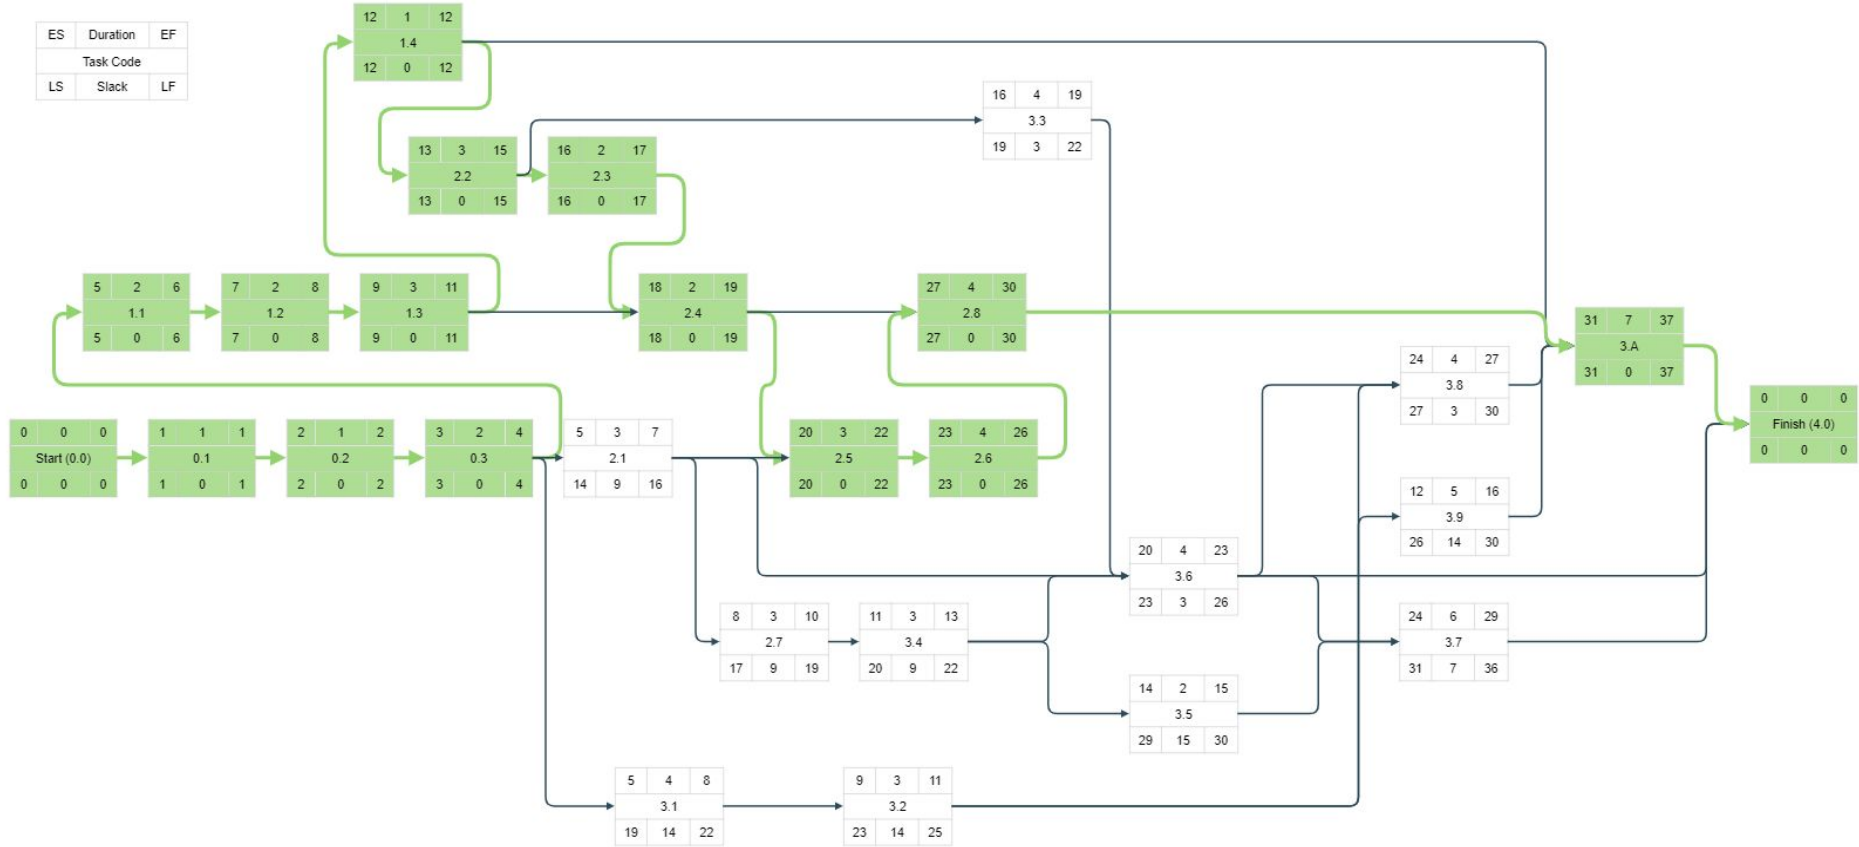 ES Duration EF
Task Code
LS Slack LF
12 1 12
1.4
12 0 12
16 4 19
3.3
19 3 22
13 3 15
2.2
13 0 15
16 2 17
2.3
16 0 17
5 2 6
1.1
5 0 6
7 2 8
1.2
7 0 8
9 3 11
1.3
9 0 11
18 2 19
2.4
18 0 19
27 4 30
2.8
27 0 30
31 7 37
3.A
31 0 37
24 4 27
3.8
27 3 30
0 0 0
Finish (4.0)
0 0 0
0 0 0
Start (0.0)
0 0 0
1 1 1
0.1
1 0 1
2 1 2
0.2
2 0 2
3 2 4
0.3
3 0 4
5 3 7
2.1
14 9 16
20 3 22
2.5
20 0 22
23 4 26
2.6
23 0 26
12 5 16
3.9
26 14 30
20 4 23
3.6
23 3 26
8 3 10
2.7
17 9 19
11 3 13
3.4
20 9 22
24 6 29
3.7
31 7 36
14 2 15
3.5
29 15 30
5 4 8
3.1
19 14 22
9 3 11
3.2
23 14 25